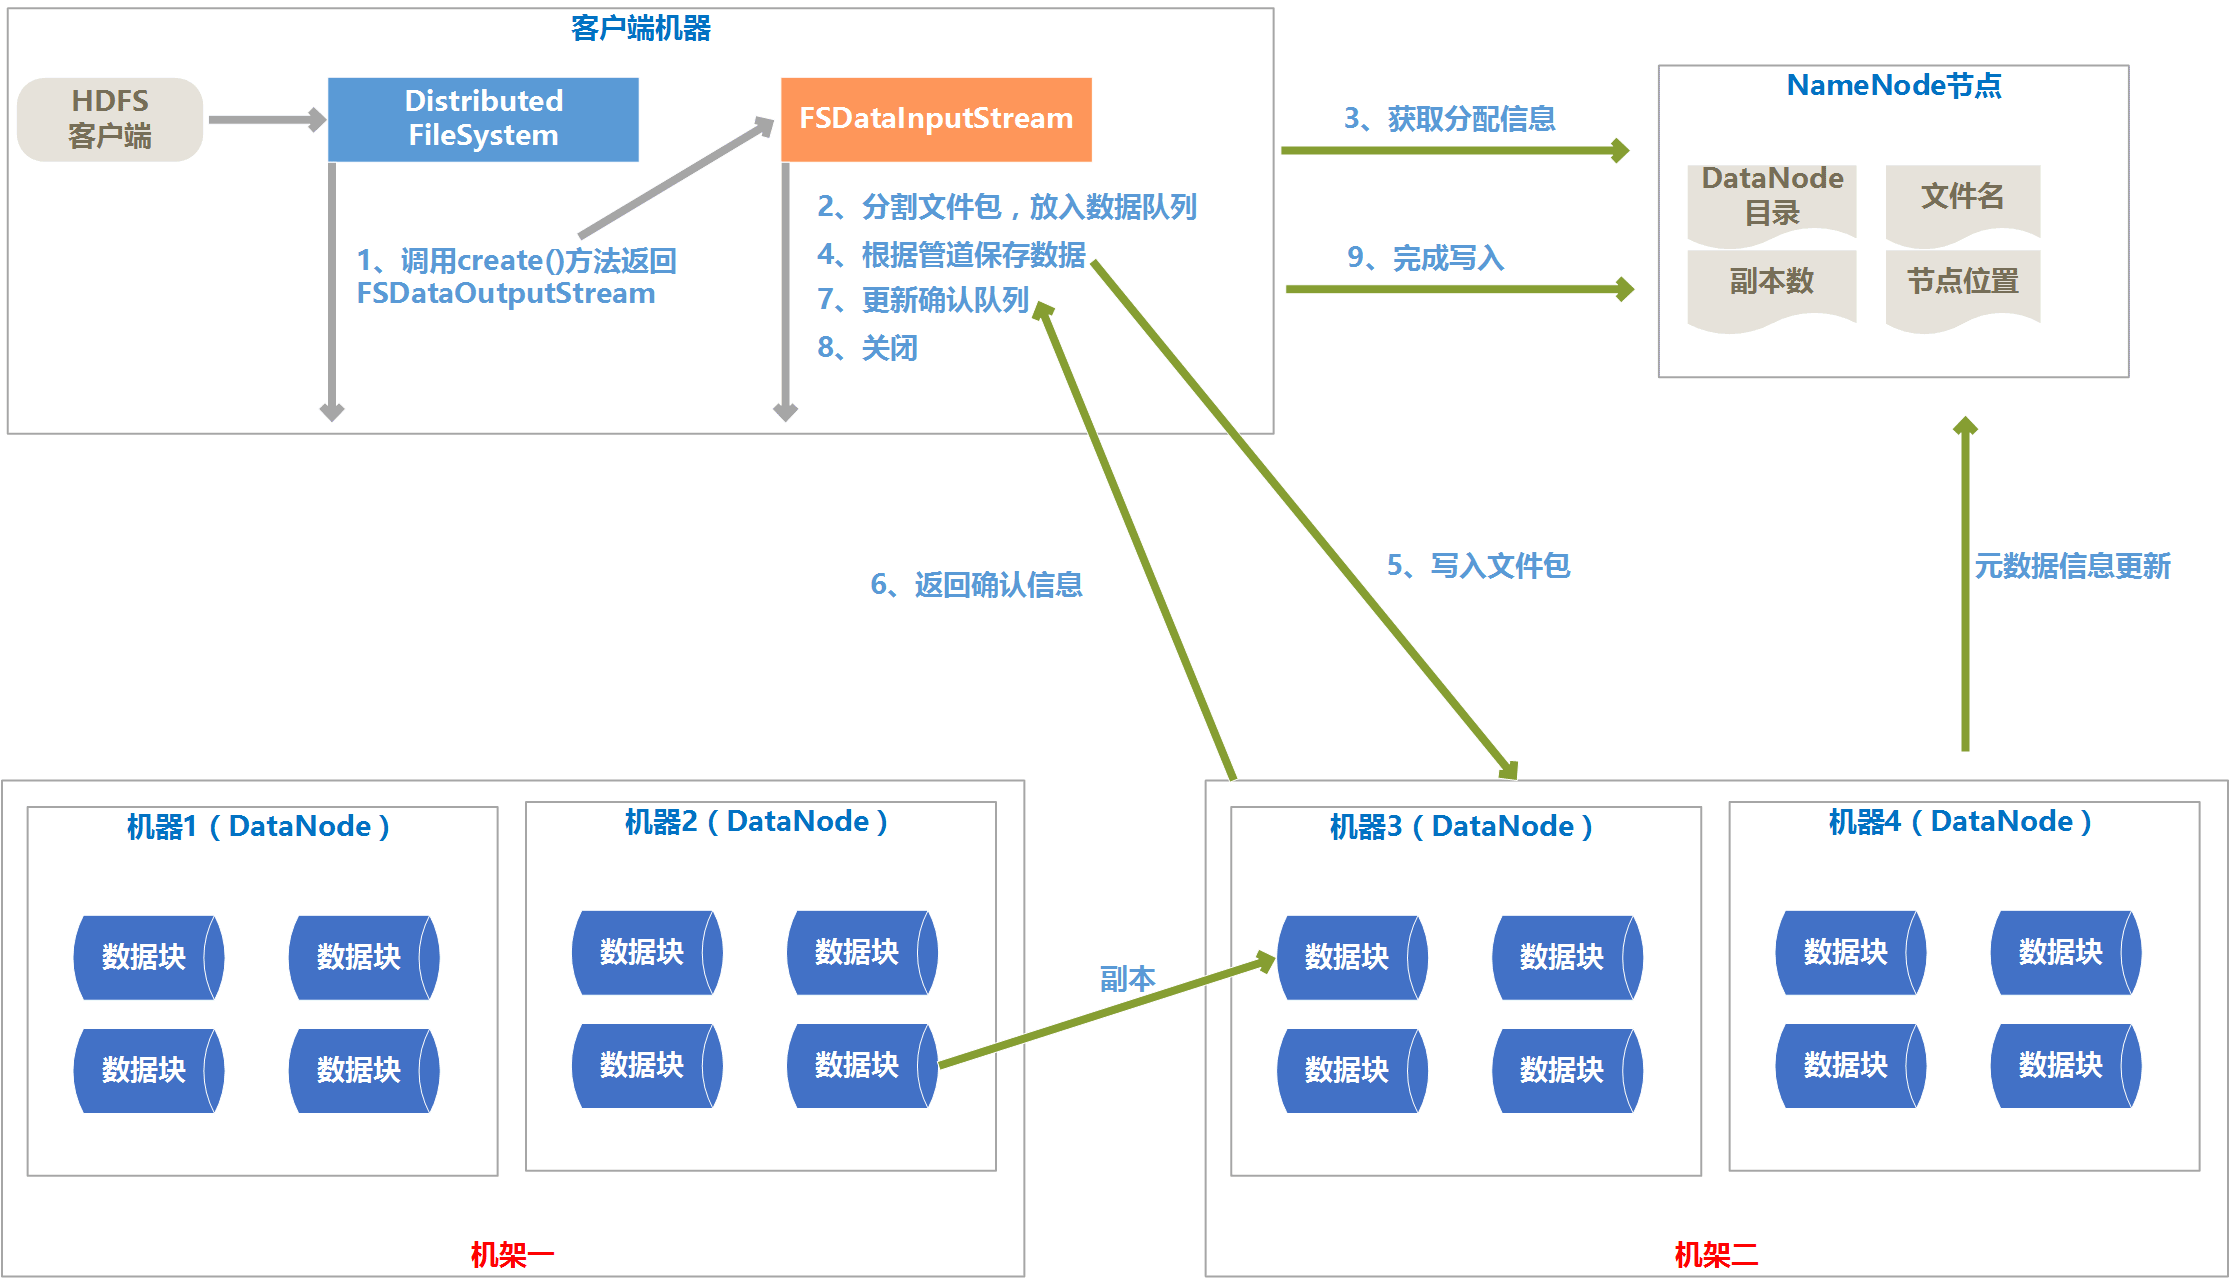 客户端机器
HDFS
客户端
Distributed
FileSystem
FSDataInputStream
1、调用create()方法返回
FSDataOutputStream
2、分割文件包，放入数据队列
4、根据管道保存数据
7、更新确认队列
8、关闭
3、获取分配信息
9、完成写入
NameNode节点
DataNode
目录
文件名
副本数
节点位置
6、返回确认信息
5、写入文件包
元数据信息更新
机器1（DataNode）
数据块
数据块
数据块
数据块
机器2（DataNode）
数据块
数据块
数据块
数据块
机架一
副本
机器3（DataNode）
数据块
数据块
数据块
数据块
机器4（DataNode）
数据块
数据块
数据块
数据块
机架二